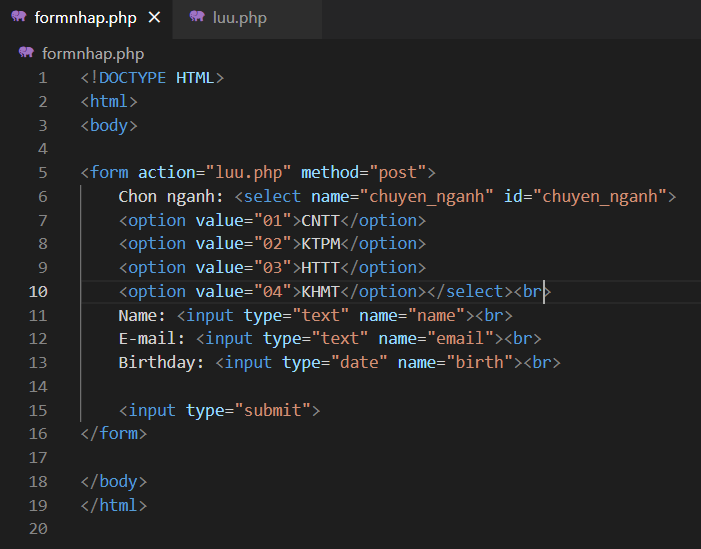 formnhap.php luu.php
formnhap.php
1 <!DOCTYPE HTML>
2 <html>
3 <body>
4
5 <form action="luu.php" method="post">
6 Chon nganh: <select name="chuyen_nganh" id="chuyen_nganh">
7 <option value="01">CNTT</option>
8 <option value="02">KTPM</option>
9 <option value="03">HTTT</option>
10 <option value="04">KHMT</option></select><br>
11 Name: <input type="text" name="name"><br>
12 E-mail: <input type="text" name="email"><br>
13 Birthday: <input type="date" name="birth"><br>
14
15 <input type="submit">
16 </form>
17
18 </body>
19 </html>
20